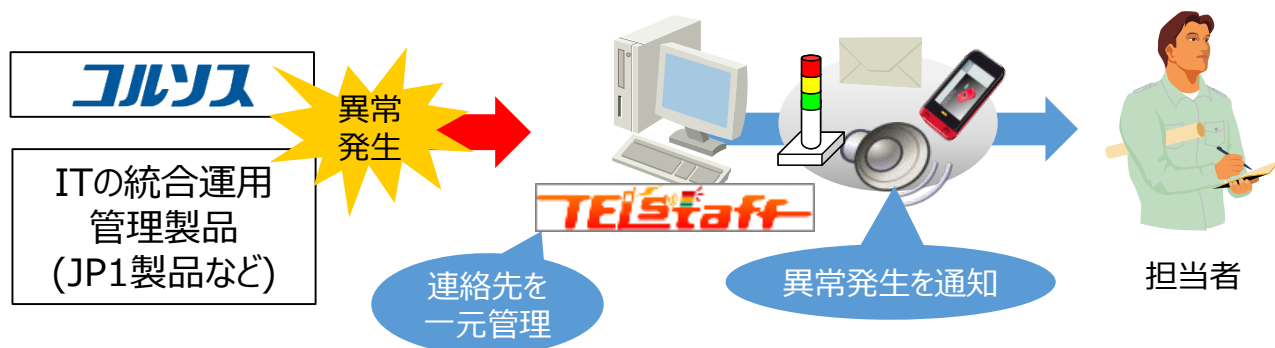 コルソス
ITの統合運用
管理製品
(JP1製品など)
異常
発生
TELstaff
連絡先を
一元管理
異常発生を通知
担当者